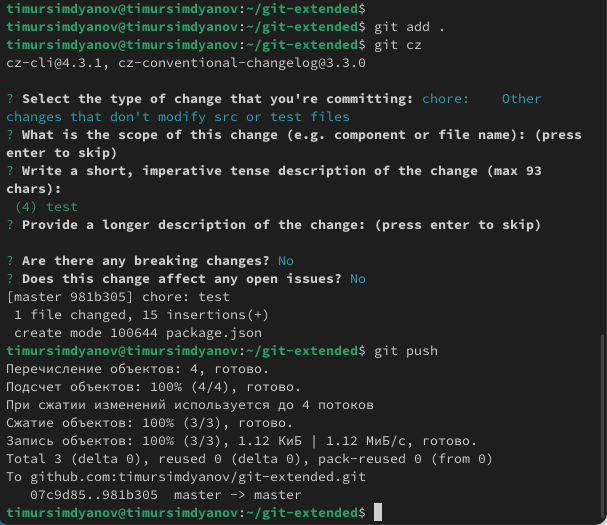 timursimdyanov@timursimdyanov:~/git-extended$
timursimdyanov@timursimdyanov:~/git-extended$ git add .
timursimdyanov@timursimdyanov:~/git-extended$ git cz
cz-cli@4.3.1, cz-conventional-changelog@3.3.0
? Select the type of change that you're committing: chore:    Other
changes that don't modify src or test files
? What is the scope of this change (e.g. component or file name): (press
enter to skip)
? Write a short, imperative tense description of the change (max 93
chars):
 (4) test
? Provide a longer description of the change: (press enter to skip)
? Are there any breaking changes? No
? Does this change affect any open issues? No
[master 981b305] chore: test
 1 file changed, 15 insertions(+)
 create mode 100644 package.json
timursimdyanov@timursimdyanov:~/git-extended$ git push
Перечисление объектов: 4, готово.
Подсчет объектов: 100% (4/4), готово.
При сжатии изменений используется до 4 потоков
Сжатие объектов: 100% (3/3), готово.
Запись объектов: 100% (3/3), 1.12 КиБ | 1.12 МиБ/с, готово.
Total 3 (delta 0), reused 0 (delta 0), pack-reused 0 (from 0)
To github.com:timursimdyanov/git-extended.git
   07c9d85..981b305  master -> master
timursimdyanov@timursimdyanov:~/git-extended$